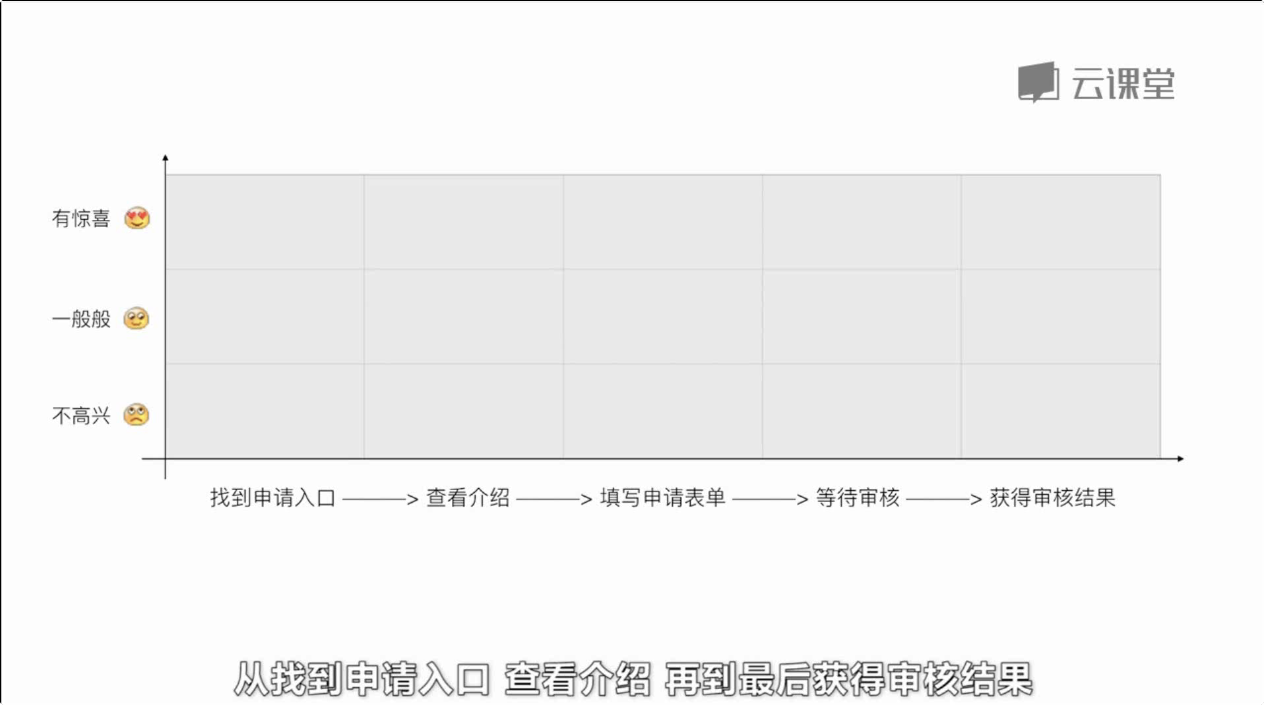 云课堂
有惊喜
一般般
不高兴
找到申请入口 ———> 查看介绍 ———> 填写申请表单 ———> 等待审核 ———> 获得审核结果
从找到申请入口 查看介绍 再到最后获得审核结果